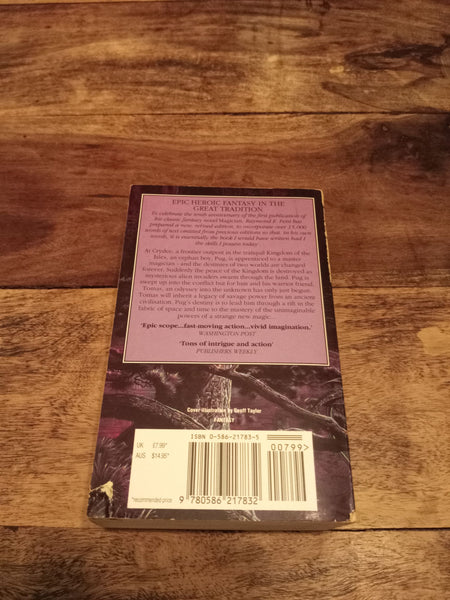 EPIC HEROIC FANTASY IN THE
GREAT TRADITION
To celebrate the tenth anniversary of the first publication of
his classic fantasy novel Magician, Raymond E Feist has
prepared a new, revised edition, to incorporate over 15,000
words of text omitted from previous editions so that, in his own
words, 'it is essentially the book I would have written had I
the skills I possess today'.
At Crydee, a frontier outpost in the tranquil Kingdom of the
Isles, an orphan boy, Pug, is apprenticed to a master
magician – and the destinies of two worlds are changed
forever. Suddenly the peace of the Kingdom is destroyed as
mysterious alien invaders swarm through the land. Pug is
swept up into the conflict but for him and his warrior friend,
Tomas, an odyssey into the unknown has only just begun.
Tomas will inherit a legacy of savage power from an ancient
civilisation. Pug's destiny is to lead him through a rift in the
fabric of space and time to the mastery of the unimaginable
powers of a strange new magic.
'Epic scope...fast-moving action...vivid imagination.'
WASHINGTON POST
'Tons of intrigue and action'
PUBLISHERS WEEKLY
Cover illustration by Geoff Taylor
FANTASY
ISBN 0-586-21783-5
00799>
UK £7.99*
AUS $14.95*
*recommended price
9 780586 217832